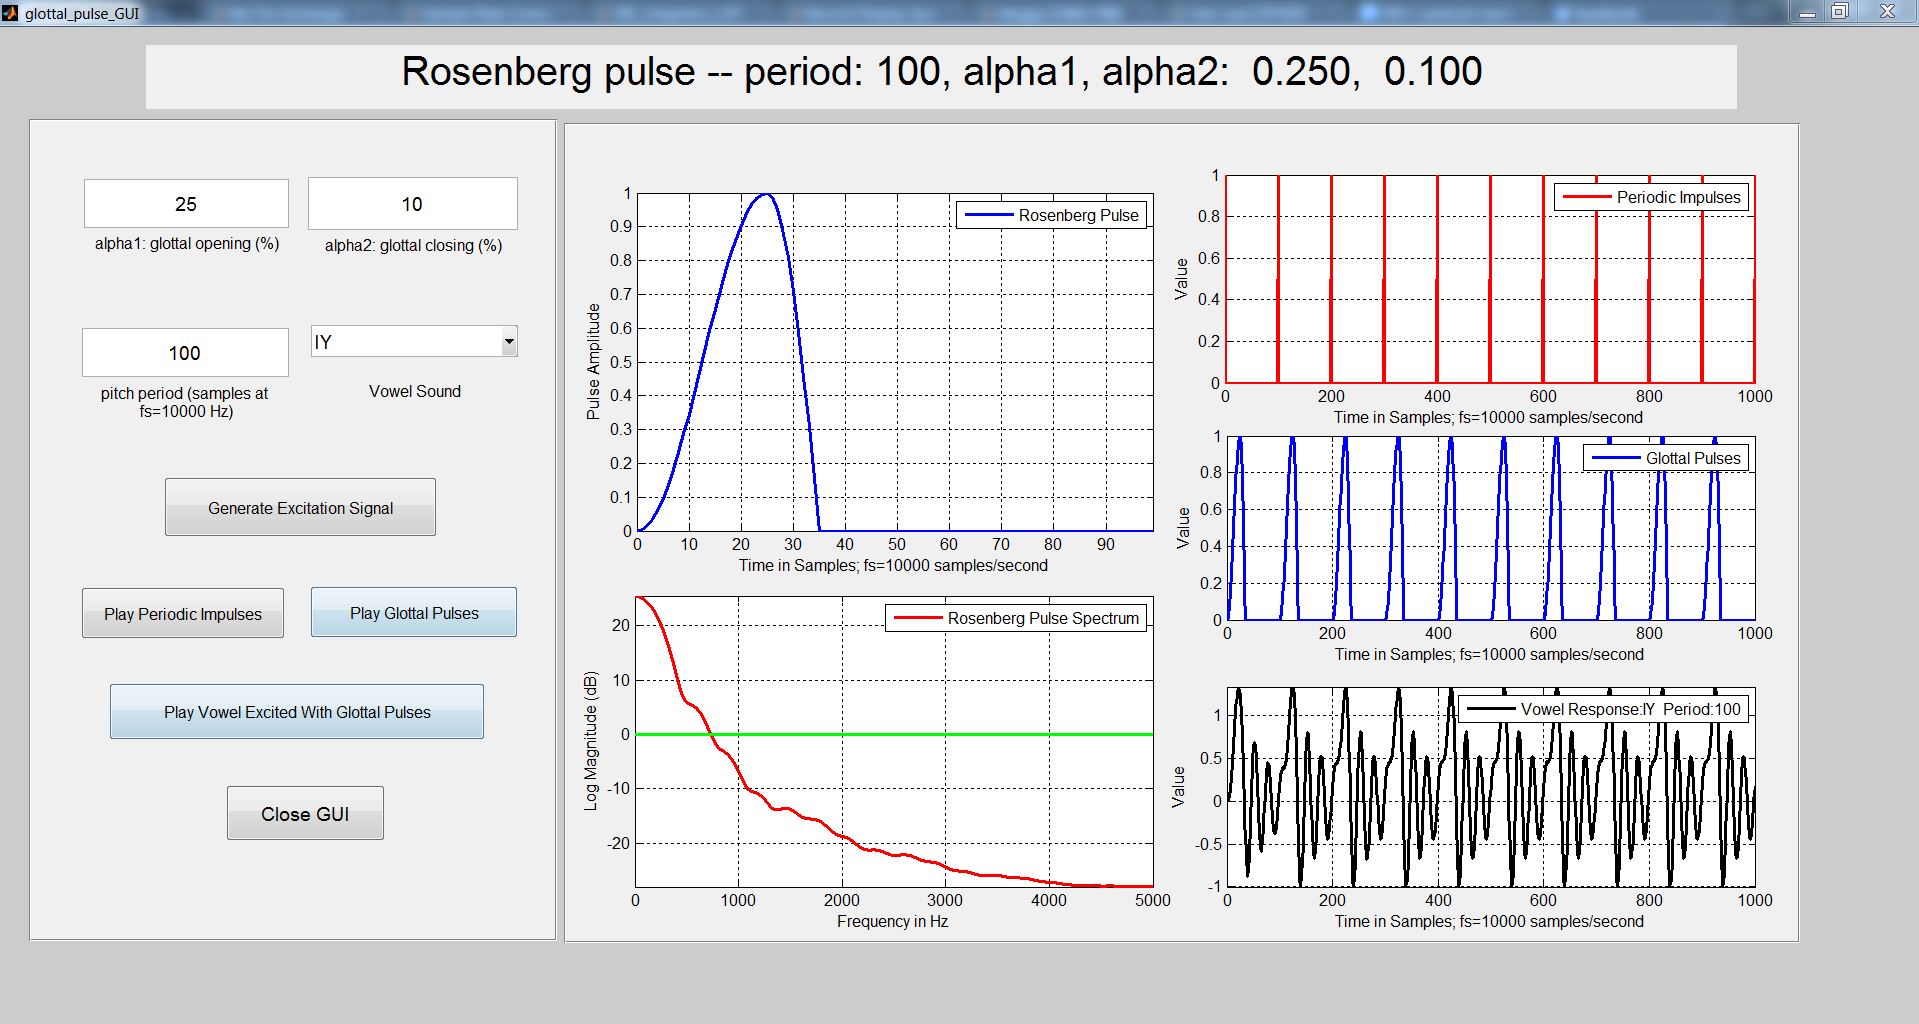 glottal_pulse_GUI
Rosenberg pulse -- period: 100, alpha1, alpha2:  0.250,  0.100
25
alpha1: glottal opening (%)
10
alpha2: glottal closing (%)
100
pitch period (samples at
fs=10000 Hz)
IY
Vowel Sound
Generate Excitation Signal
Play Periodic Impulses
Play Glottal Pulses
Play Vowel Excited With Glottal Pulses
Close GUI
Rosenberg Pulse
Pulse Amplitude
1
0.9
0.8
0.7
0.6
0.5
0.4
0.3
0.2
0.1
0
0 10 20 30 40 50 60 70 80 90
Time in Samples; fs=10000 samples/second
Rosenberg Pulse Spectrum
Log Magnitude (dB)
20
10
0
-10
-20
0 1000 2000 3000 4000 5000
Frequency in Hz
Periodic Impulses
Value
1
0.8
0.6
0.4
0.2
0
0 200 400 600 800 1000
Time in Samples; fs=10000 samples/second
Glottal Pulses
Value
1
0.8
0.6
0.4
0.2
0
0 200 400 600 800 1000
Time in Samples; fs=10000 samples/second
Vowel Response:IY  Period:100
Value
1
0.5
0
-0.5
-1
0 200 400 600 800 1000
Time in Samples; fs=10000 samples/second